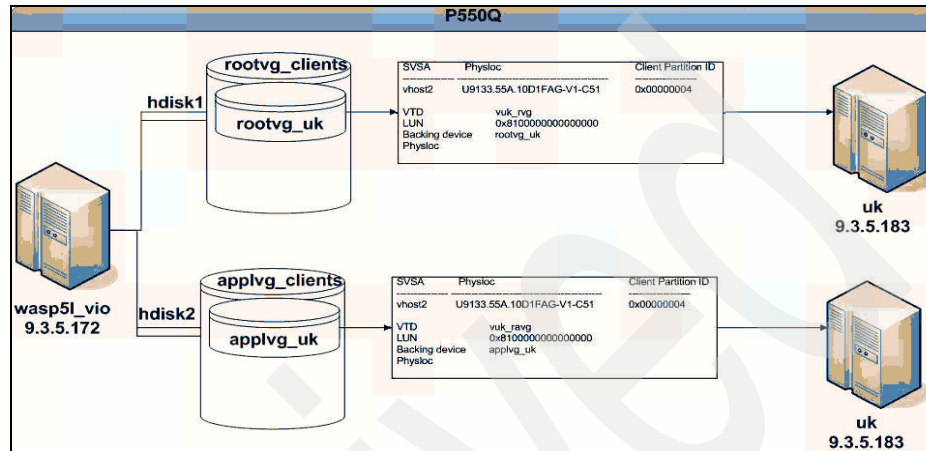 P550Q
rootvg_clients
hdisk1
rootvg_uk
SVSA Physloc Client Partition ID
vhost2 U9133.55A.10D1FAG-V1-C51 0x00000004
VTD vuk_rvg
LUN 0x8100000000000000
Backing device rootvg_uk
Physloc
uk
9.3.5.183
wasp5l_vio
9.3.5.172
applvg_clients
hdisk2
applvg_uk
SVSA Physloc Client Partition ID
vhost2 U9133.55A.10D1FAG-V1-C51 0x00000004
VTD vuk_ravg
LUN 0x8100000000000000
Backing device applvg_uk
Physloc
uk
9.3.5.183